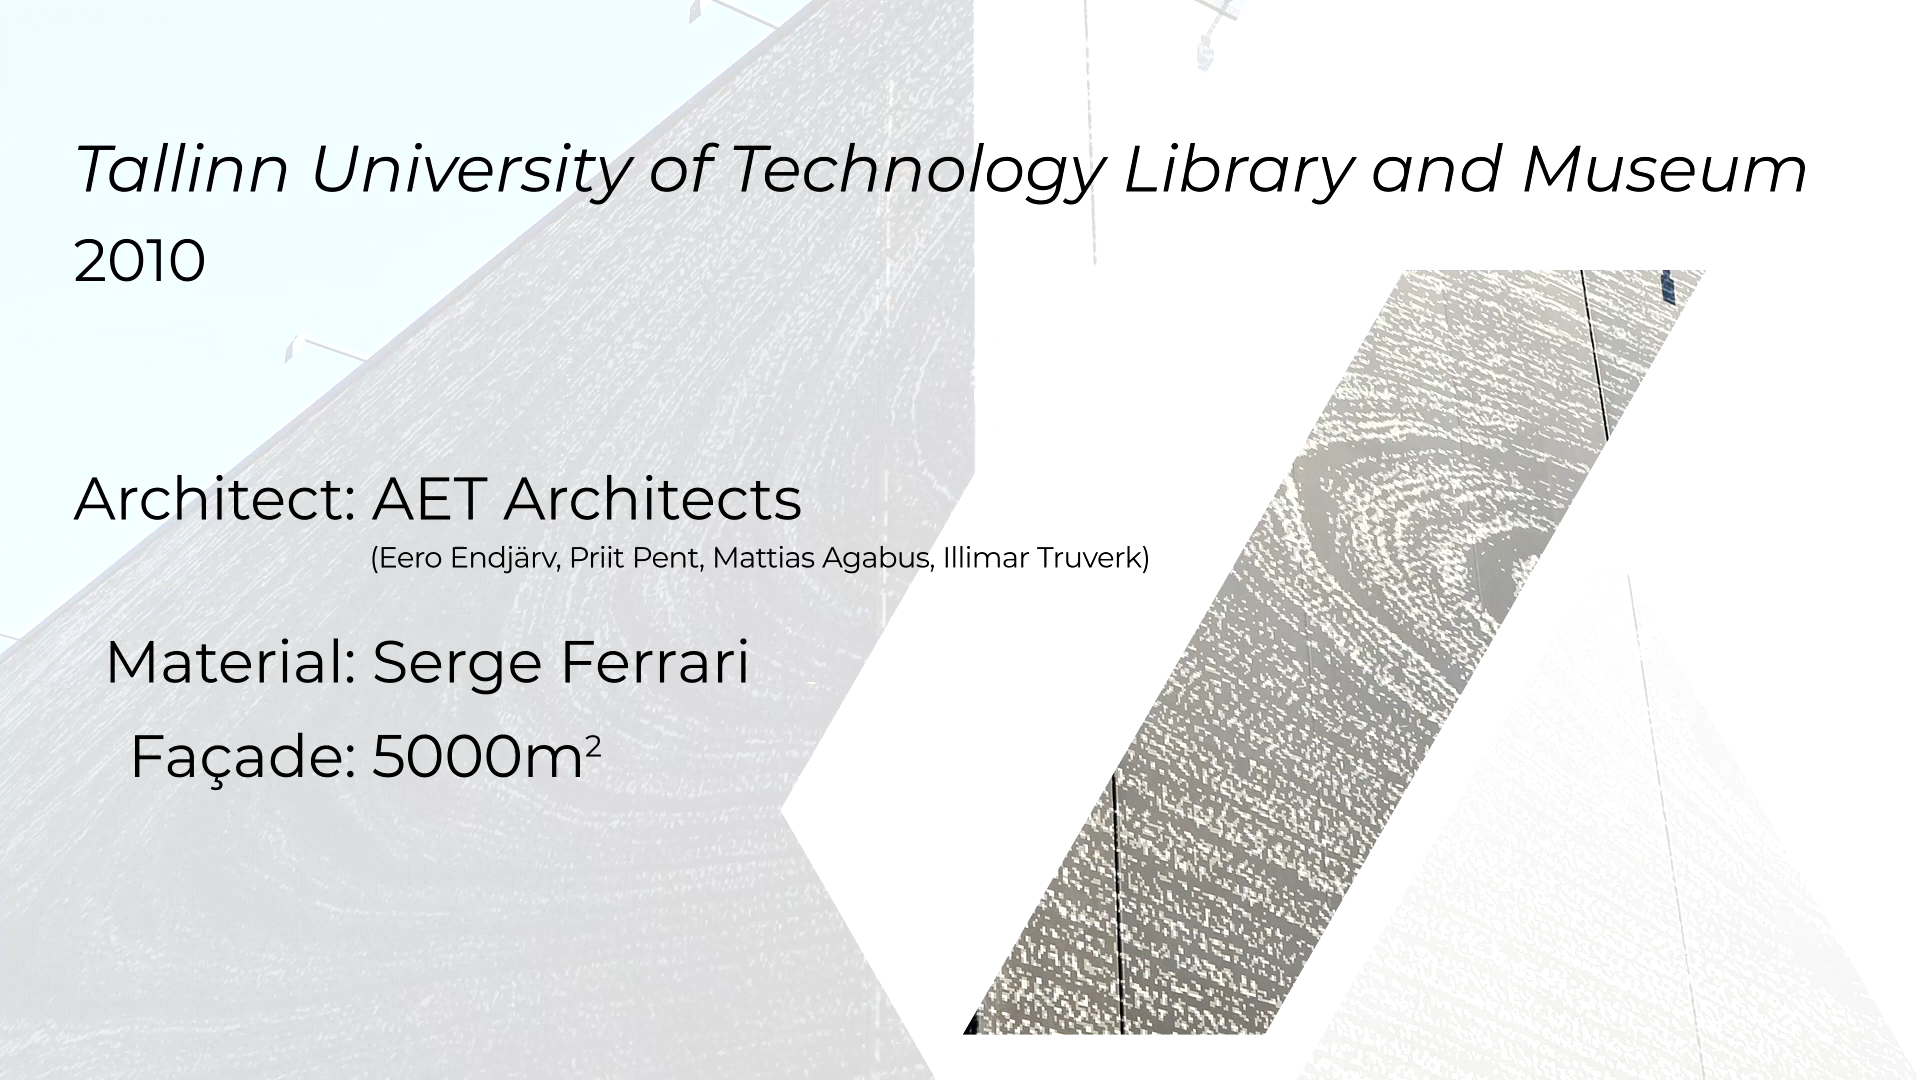 Tallinn University of Technology Library and Museum
2010
Architect: AET Architects
(Eero Endjärv, Priit Pent, Mattias Agabus, Illimar Truverk)
Material: Serge Ferrari
Façade: 5000m²